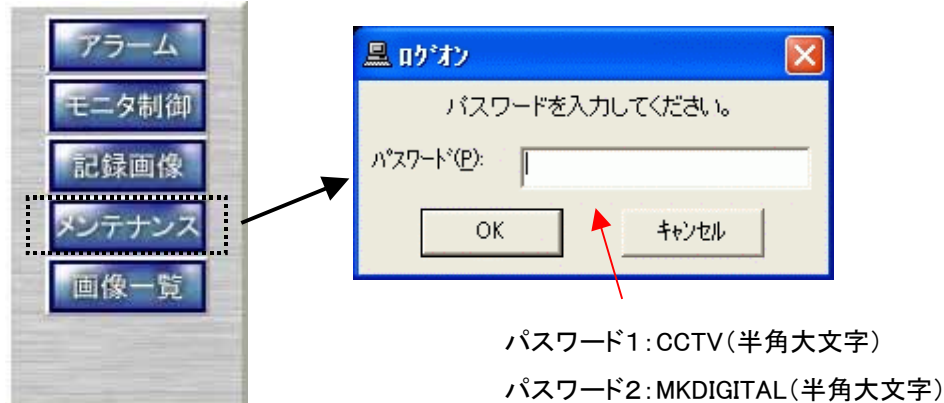 アラーム
モニタ制御
記録画像
メンテナンス
画像一覧
ﾛｸﾞｵﾝ
パスワードを入力してください。
ﾊﾟｽﾜｰﾄﾞ(P):
OK
ｷｬﾝｾﾙ
パスワード1:CCTV(半角大文字)
パスワード2:MKDIGITAL(半角大文字)